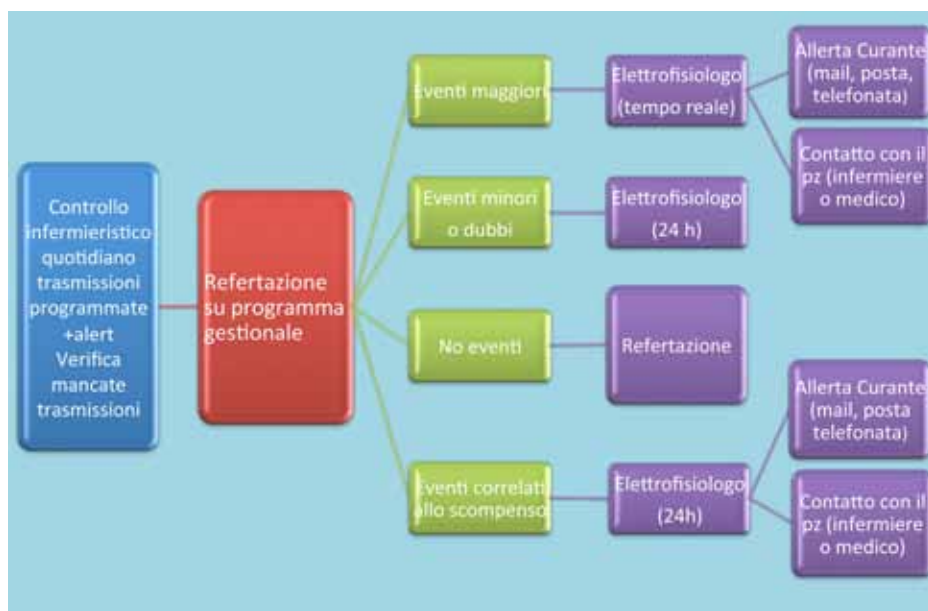 Controllo
infermieristico
quotidiano
trasmissioni
programmate
+alert
Verifica
mancate
trasmissioni
Refertazione
su programma
gestionale
Eventi maggiori
Elettrofisiologo
(tempo reale)
Allerta Curante
(mail, posta,
telefonata)
Contatto con il
pz (infermiere
o medico)
Eventi minori
o dubbi
Elettrofisiologo
(24 h)
No eventi
Refertazione
Eventi correlati
allo scompenso
Elettrofisiologo
(24h)
Allerta Curante
(mail, posta
telefonata)
Contatto con il
pz (infermiere
o medico)